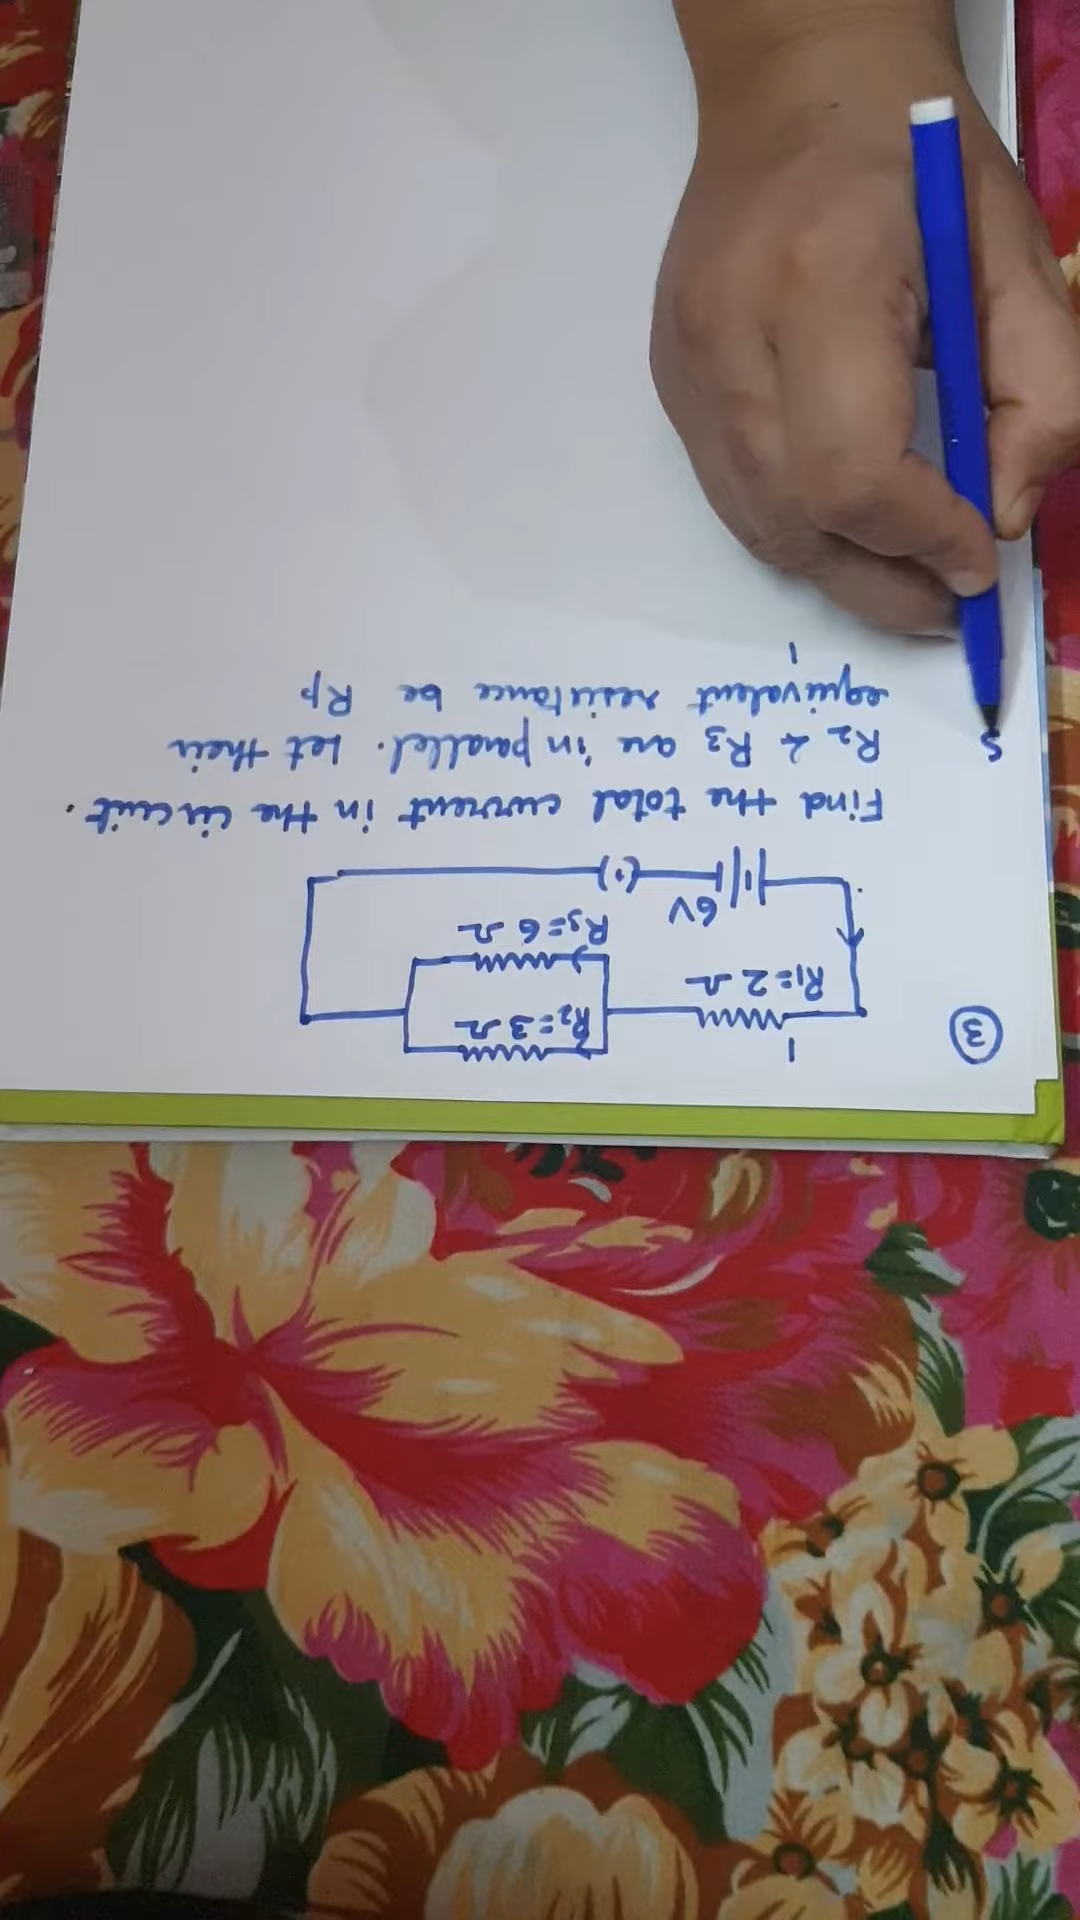 3
R₁=2Ω
R₂=3Ω
R₃=6Ω
6V
Find the total current in the circuit.
S
R₂ & R₃ are in parallel. Let their
equivalent resistance be Rp
1